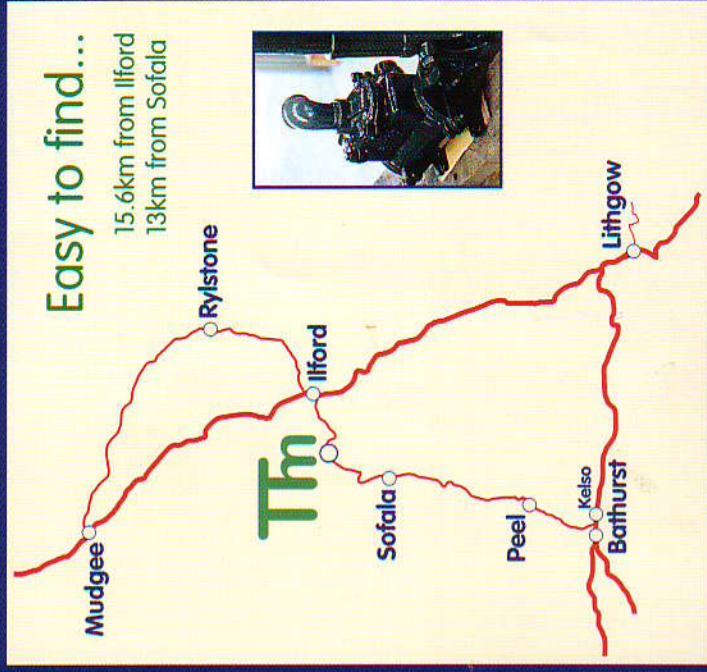 Easy to find...
15.6km from Ilford
13km from Sofala
Mudgee
Rylstone
Ilford
TTm
Sofala
Peel
Kelso
Bathurst
Lithgow